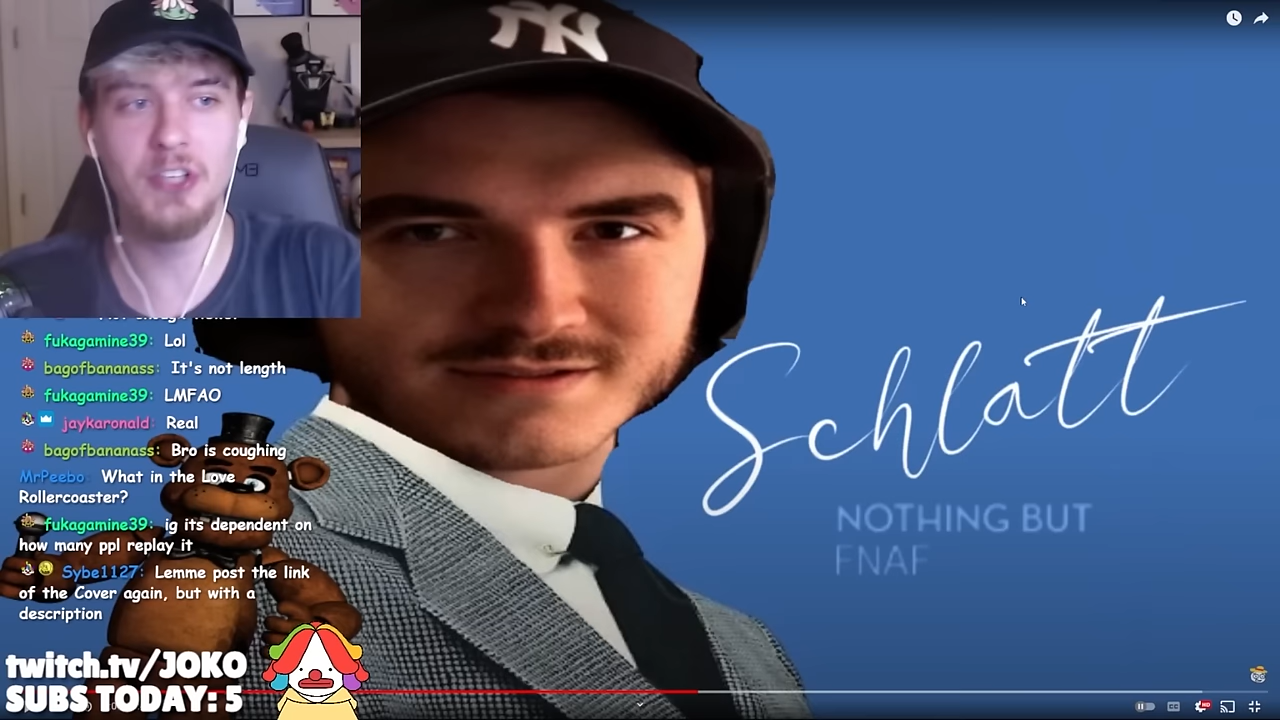 NY
Schlatt
NOTHING BUT
FNAF
fukagamine39: Lol
bagofbananass: It's not length
fukagamine39: LMFAO
jaykaronald: Real
bagofbananass: Bro is coughing
MrPeebo: What in the Love
Rollercoaster?
fukagamine39: ig its dependent on
how many ppl replay it
Sybe1127: Lemme post the link
of the Cover again, but with a
description
twitch.tv/JOKO
SUBS TODAY: 5
CC
HD